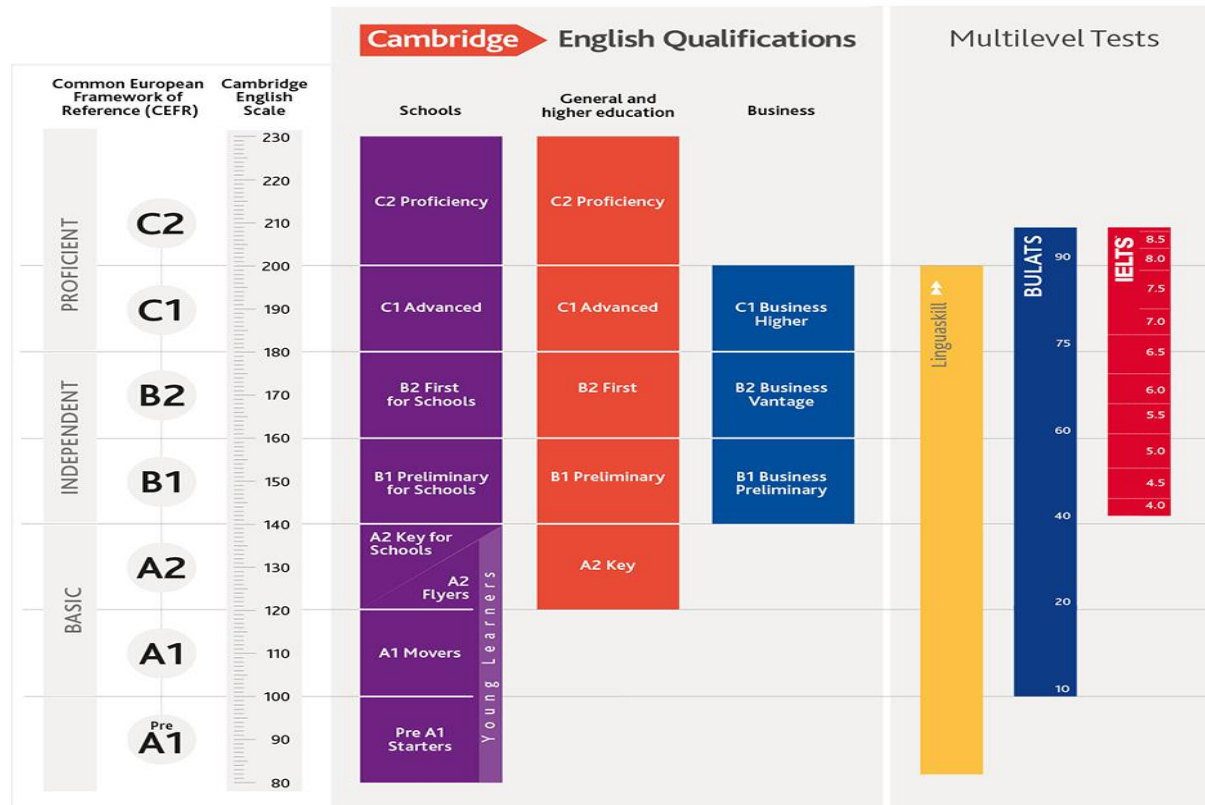 Cambridge English Qualifications
Multilevel Tests
Common European
Framework of
Reference (CEFR)
Cambridge
English
Scale
Schools
General and
higher education
Business
PROFICIENT
INDEPENDENT
BASIC
C2
C1
B2
B1
A2
A1
Pre
A1
230
220
210
200
190
180
170
160
150
140
130
120
110
100
90
80
C2 Proficiency
C1 Advanced
B2 First
for Schools
B1 Preliminary
for Schools
A2 Key for
Schools
A2
Flyers
A1 Movers
Pre A1
Starters
Young Learners
C2 Proficiency
C1 Advanced
B2 First
B1 Preliminary
A2 Key
C1 Business
Higher
B2 Business
Vantage
B1 Business
Preliminary
Linguaskill
BULATS
90
75
60
40
20
10
IELTS
8.5
8.0
7.5
7.0
6.5
6.0
5.5
5.0
4.5
4.0